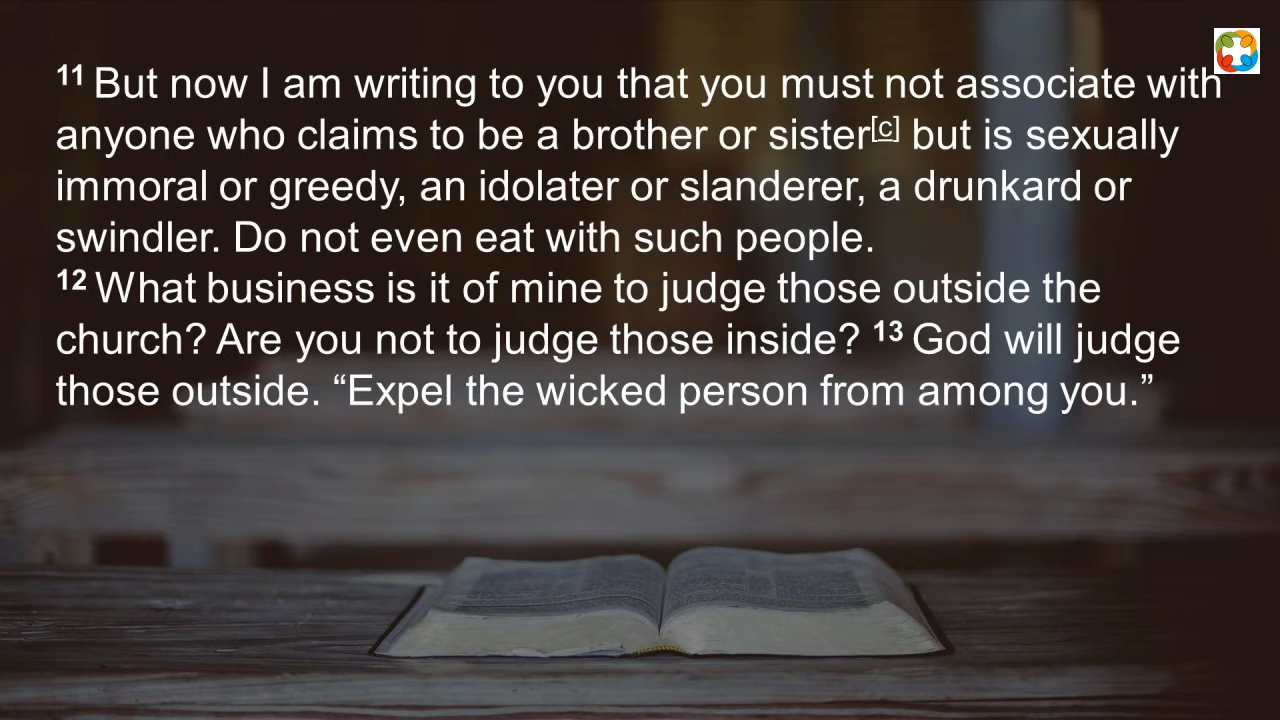 11 But now I am writing to you that you must not associate with
anyone who claims to be a brother or sister[c] but is sexually
immoral or greedy, an idolater or slanderer, a drunkard or
swindler. Do not even eat with such people.
12 What business is it of mine to judge those outside the
church? Are you not to judge those inside? 13 God will judge
those outside. “Expel the wicked person from among you.”